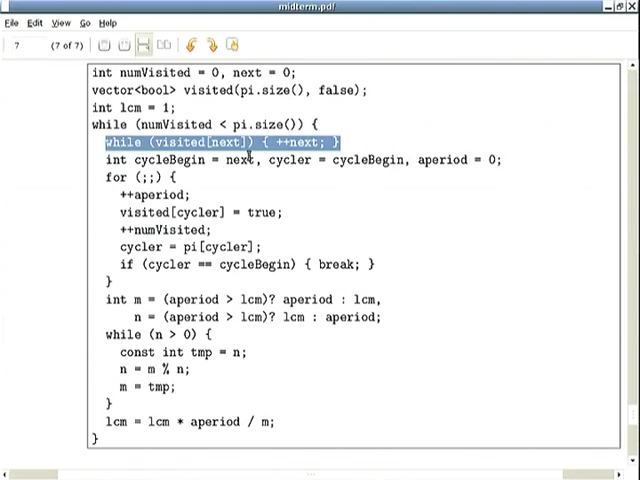 midterm.pdf
File Edit View Go Help
7 (7 of 7)
int numVisited = 0, next = 0;
vector<bool> visited(pi.size(), false);
int lcm = 1;
while (numVisited < pi.size()) {
while (visited[next]) { ++next; }
int cycleBegin = next, cycler = cycleBegin, aperiod = 0;
for (;;) {
++aperiod;
visited[cycler] = true;
++numVisited;
cycler = pi[cycler];
if (cycler == cycleBegin) { break; }
}
int m = (aperiod > lcm)? aperiod : lcm,
n = (aperiod > lcm)? lcm : aperiod;
while (n > 0) {
const int tmp = n;
n = m % n;
m = tmp;
}
lcm = lcm * aperiod / m;
}